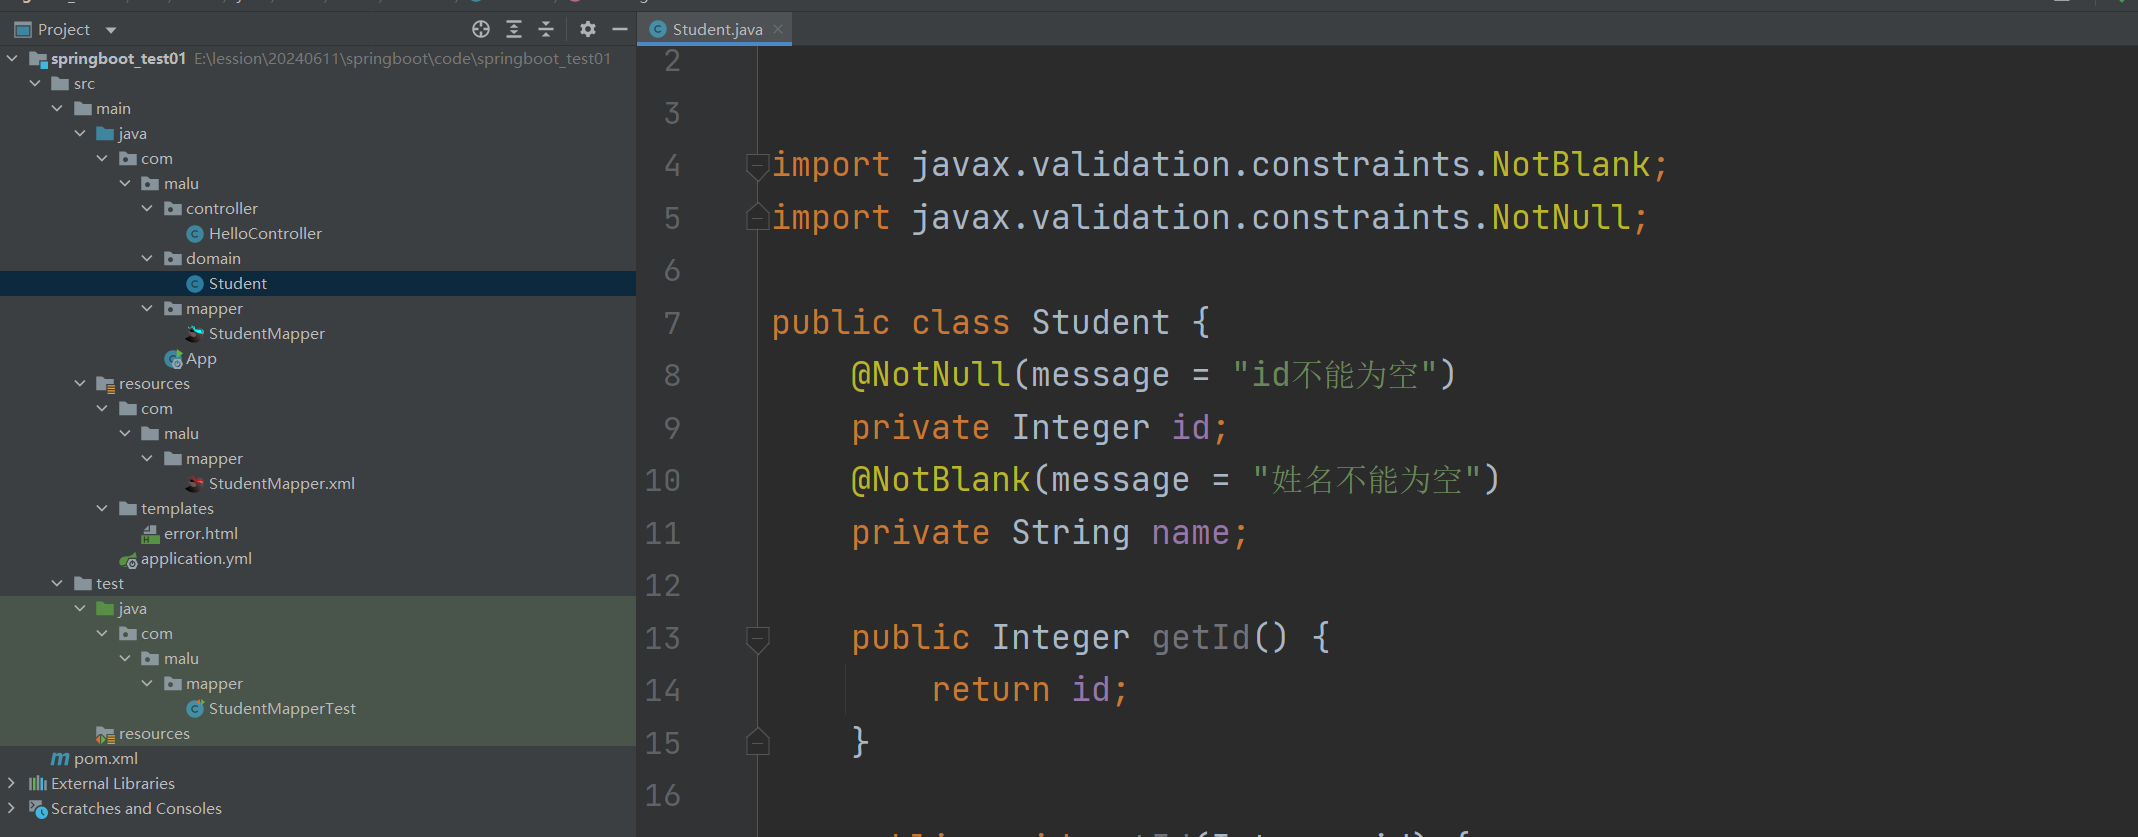 Project
springboot_test01 E:\lession\20240611\springboot\code\springboot_test01
src
main
java
com
malu
controller
HelloController
domain
Student
mapper
StudentMapper
App
resources
com
malu
mapper
StudentMapper.xml
templates
error.html
application.yml
test
java
com
malu
mapper
StudentMapperTest
resources
pom.xml
External Libraries
Scratches and Consoles
Student.java
2
3
4 import javax.validation.constraints.NotBlank;
5 import javax.validation.constraints.NotNull;
6
7 public class Student {
8 @NotNull(message = "id不能为空")
9 private Integer id;
10 @NotBlank(message = "姓名不能为空")
11 private String name;
12
13 public Integer getId() {
14 return id;
15 }
16